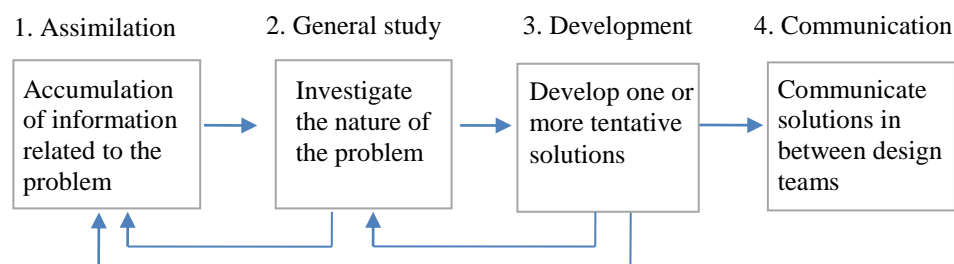 1. Assimilation
2. General study
3. Development
4. Communication
Accumulation
of information
related to the
problem
Investigate
the nature of
the problem
Develop one or
more tentative
solutions
Communicate
solutions in
between design
teams